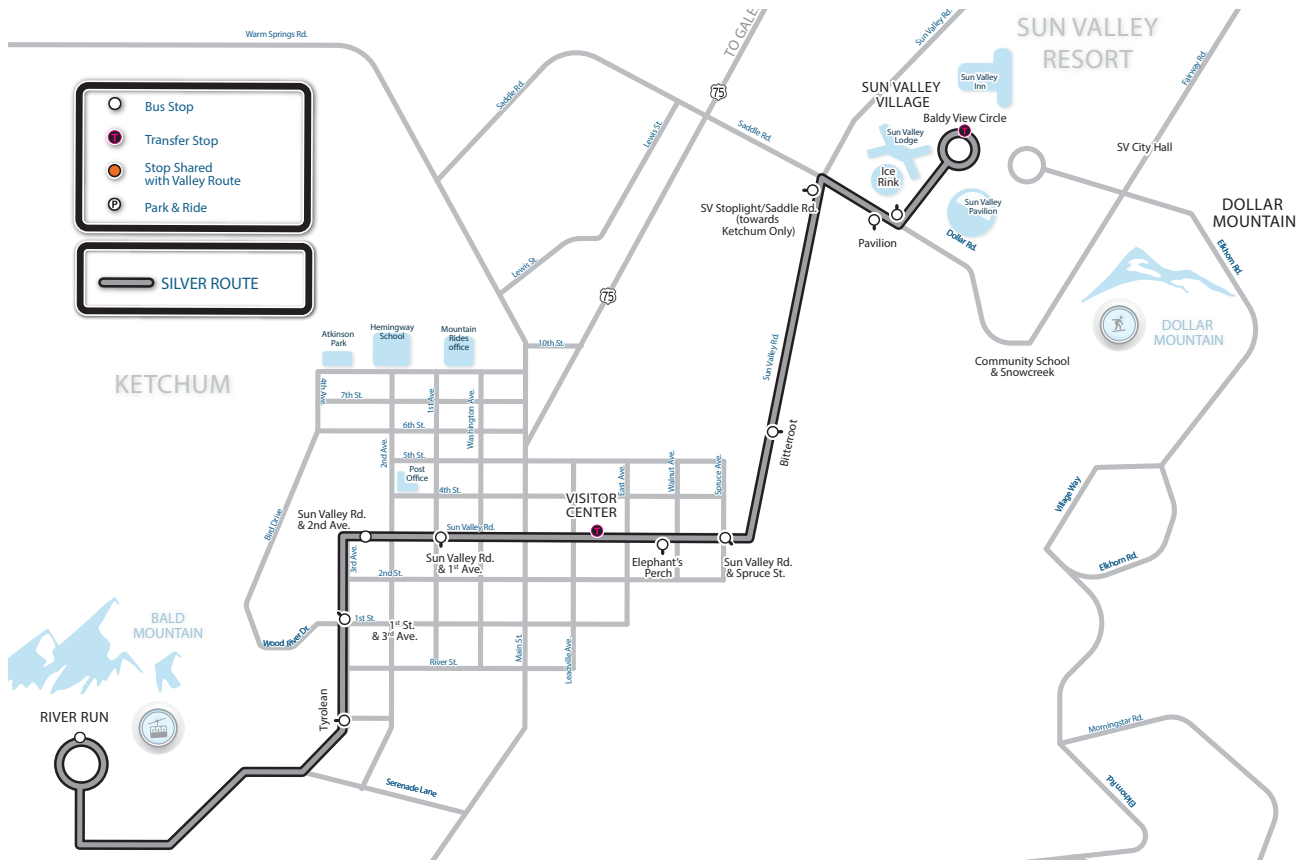 Warm Springs Rd.
TO GALE
75
Sun Valley Rd.
SUN VALLEY
RESORT
Fairway Rd.
Saddle Rd.
Lewis St.
Saddle Rd.
Bus Stop
T
Transfer Stop
Stop Shared
with Valley Route
P
Park & Ride
SILVER ROUTE
SUN VALLEY
VILLAGE
Sun Valley
Inn
Baldy View Circle
T
Sun Valley
Lodge
Ice
Rink
SV City Hall
Sun Valley
Pavilion
SV Stoplight/Saddle Rd.
(towards
Ketchum Only)
Pavilion
Dollar Rd.
DOLLAR
MOUNTAIN
Elkhorn Rd.
Lewis St.
75
DOLLAR
MOUNTAIN
Community School
& Snowcreek
Atkinson
Park
Hemingway
School
Mountain
Rides
office
10th St.
Sun Valley Rd.
KETCHUM
4th Ave.
7th St.
1st Ave.
Washington Ave.
6th St.
2nd Ave.
5th St.
Post
Office
4th St.
East Ave.
Walnut Ave.
Spruce Ave.
Bitterroot
Village Way
Elkhorn Rd.
VISITOR
CENTER
T
Sun Valley Rd.
& 2nd Ave.
Sun Valley Rd.
Bird Drive
Sun Valley Rd.
& 1st Ave.
Elephant's
Perch
Sun Valley Rd.
& Spruce St.
3rd Ave.
2nd St.
1st St.
1st St.
& 3rd Ave.
Wood River Dr.
BALD
MOUNTAIN
Main St.
Leadville Ave
River St.
Tyrolean
RIVER RUN
Serenade Lane
Morningstar Rd.
Elkhorn Rd.